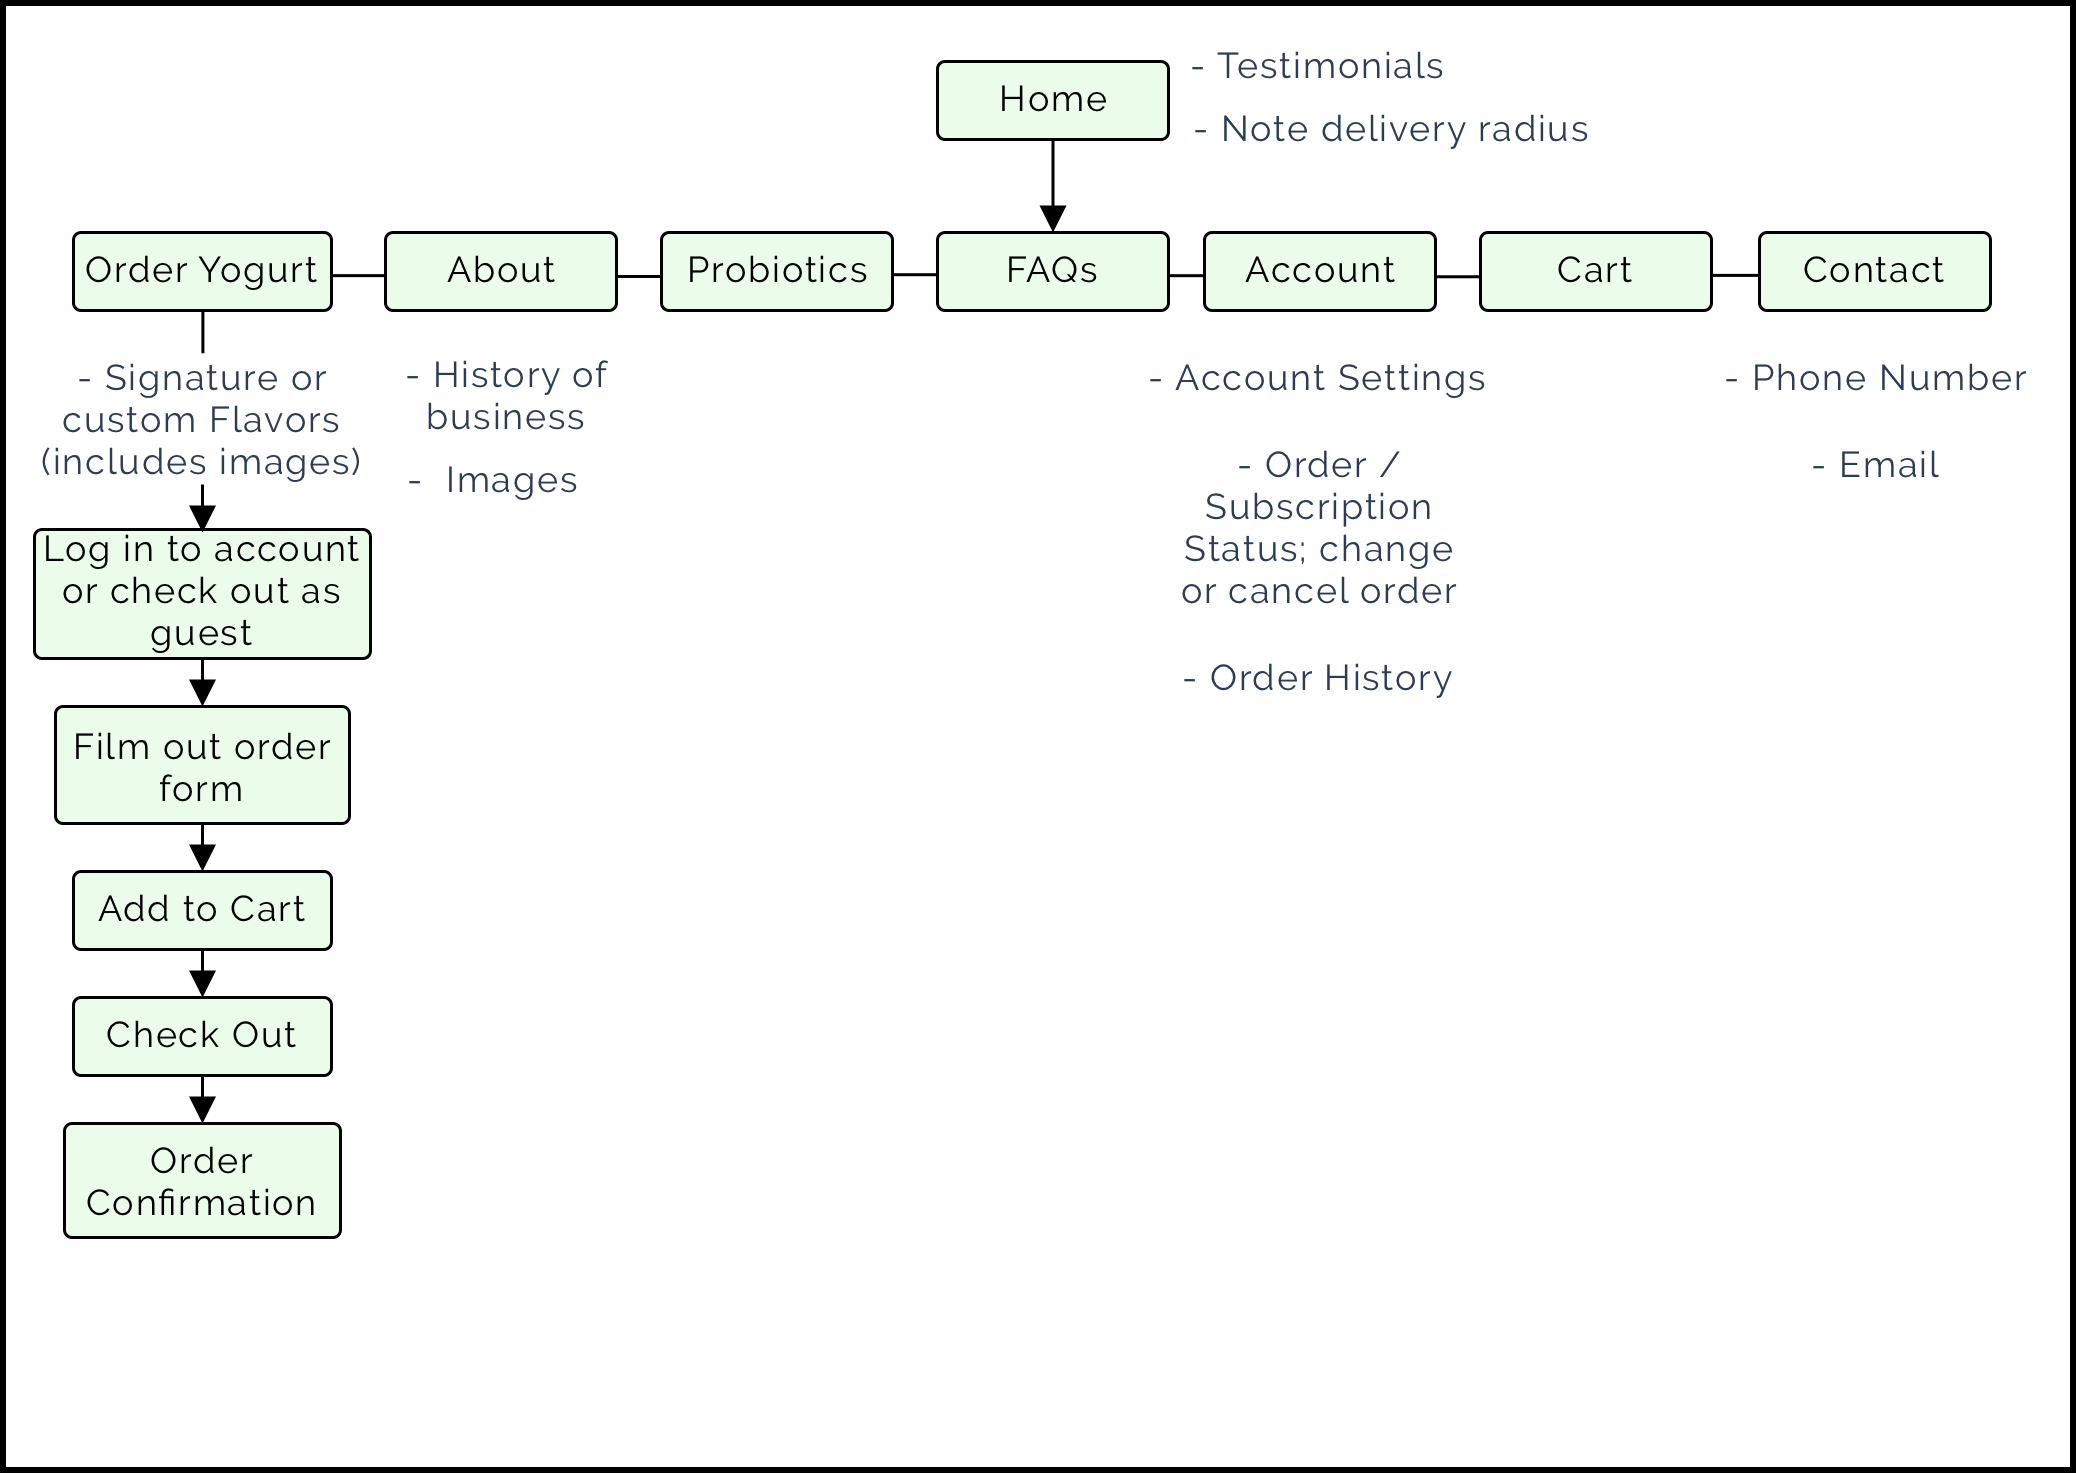 Home
- Testimonials
- Note delivery radius
Order Yogurt
About
Probiotics
FAQs
Account
Cart
Contact
- Signature or
custom Flavors
(includes images)
- History of
business
- Images
- Account Settings
- Order /
Subscription
Status; change
or cancel order
- Order History
- Phone Number
- Email
Log in to account
or check out as
guest
Film out order
form
Add to Cart
Check Out
Order
Confirmation